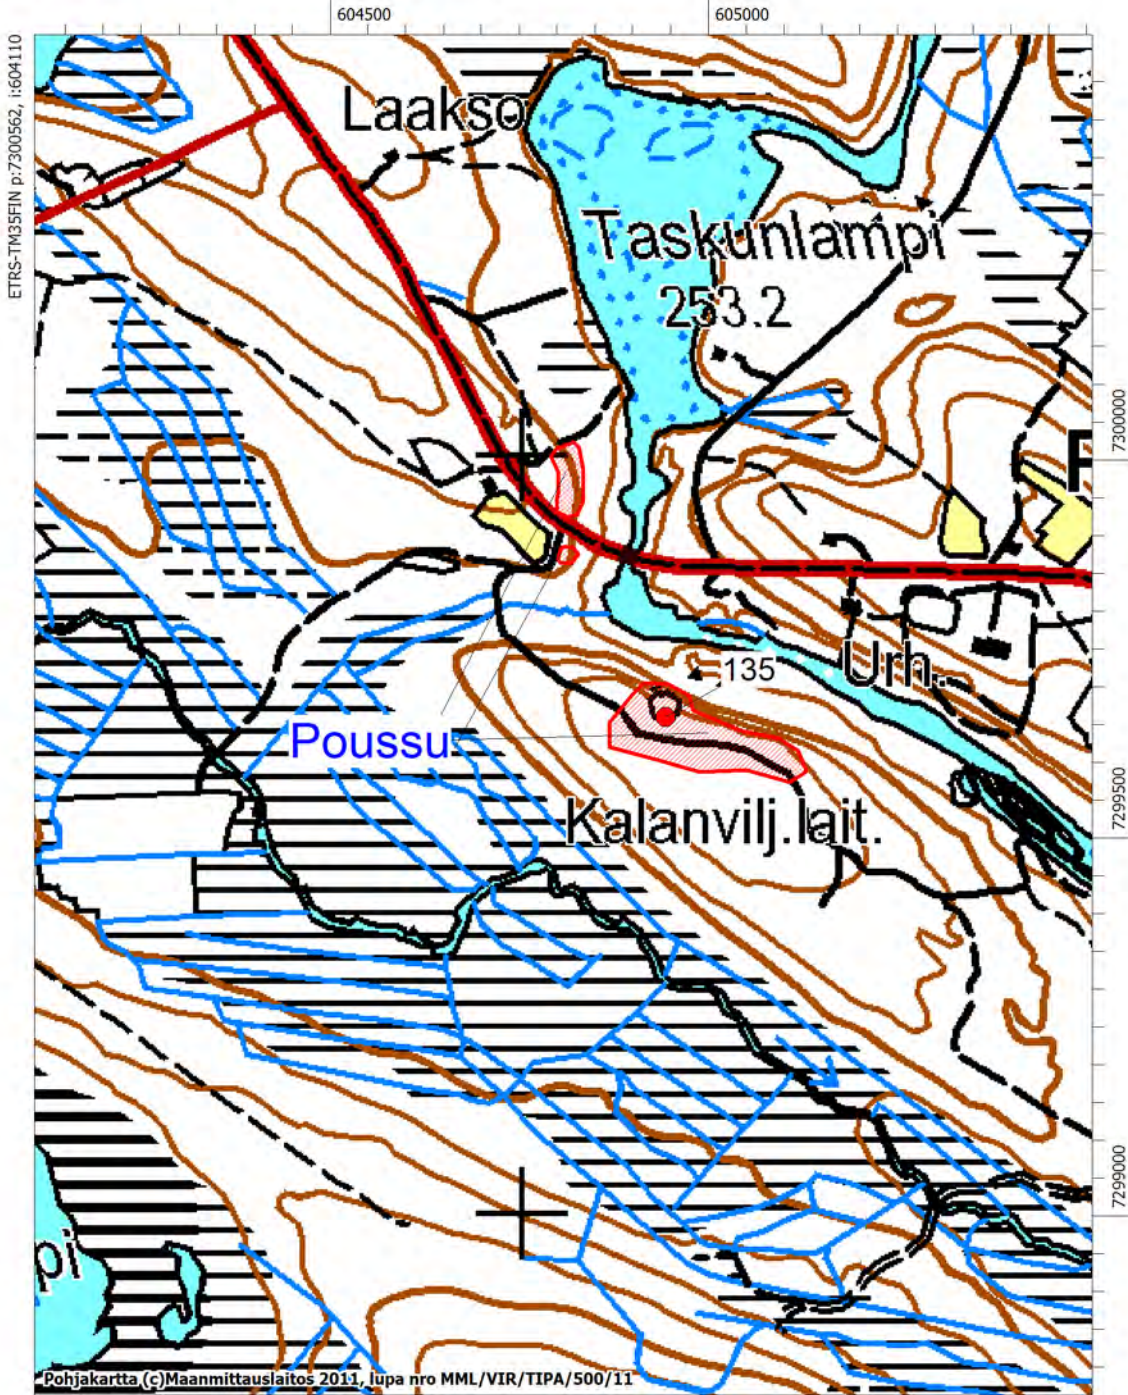 604500
605000
ETRS-TM35FIN p:7300562, i:604110
Laakso
Taskunlampi
253.2
7300000
135
Urh.
Poussu
7299500
Kalanvilj.lait.
7299000
pi
Pohjakartta (c)Maanmittauslaitos 2011, lupa nro MML/VIR/TIPA/500/11